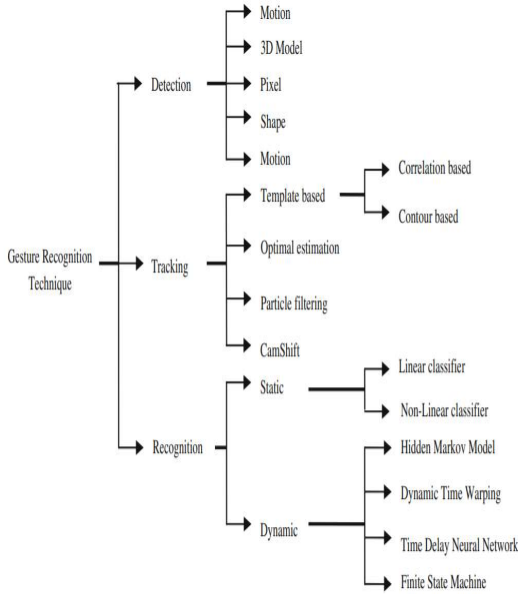 Motion
3D Model
Detection
Pixel
Shape
Motion
Template based
Correlation based
Contour based
Gesture Recognition
Technique
Tracking
Optimal estimation
Particle filtering
CamShift
Recognition
Static
Linear classifier
Non-Linear classifier
Dynamic
Hidden Markov Model
Dynamic Time Warping
Time Delay Neural Network
Finite State Machine